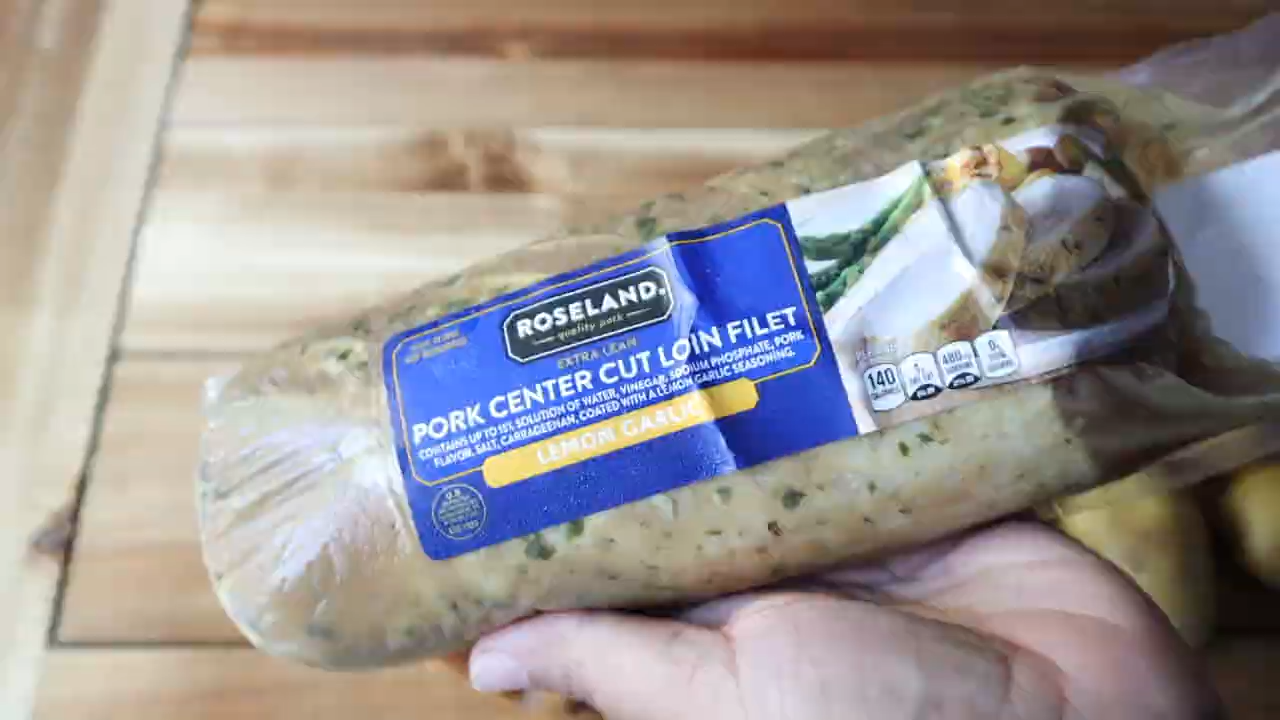 ROSELAND.
quality pork
EXTRA LEAN
PORK CENTER CUT LOIN FILET
CONTAINS UP TO 15% SOLUTION OF WATER, VINEGAR, SODIUM PHOSPHATE, PORK
FLAVOR, SALT, CARRAGEENAN, COATED WITH A LEMON GARLIC SEASONING.
LEMON GARLIC
U.S.
140
480
0